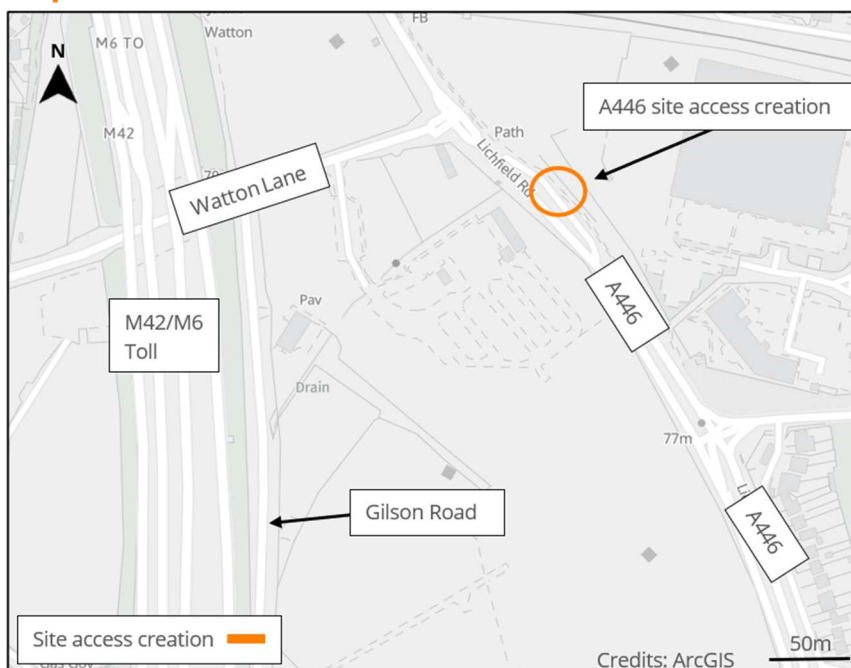 FB
Watton
M6 TO
N
A446 site access creation
M42
Path
Lichfield Rd
Watton Lane
A446
Pav
M42/M6
Toll
Drain
77m
Gilson Road
A446
Site access creation
50m
Credits: ArcGIS